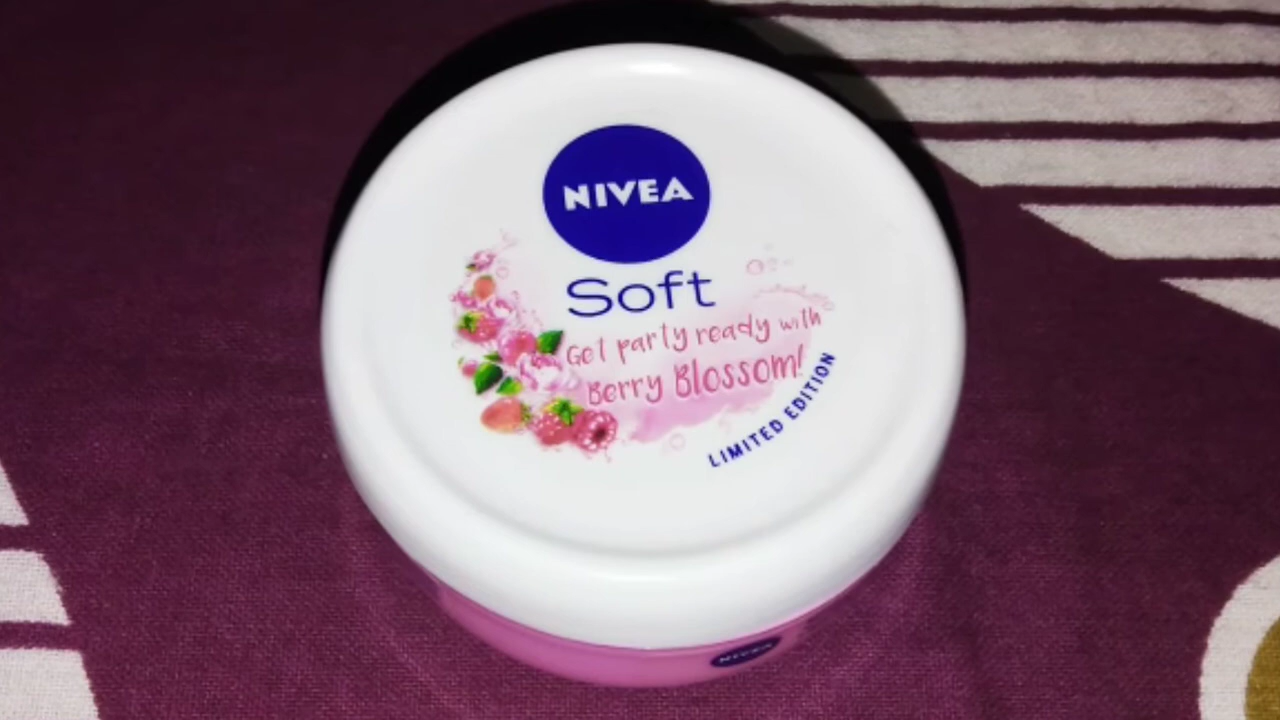 NIVEA
Soft
Get party ready with
Berry Blossom!
LIMITED EDITION
NIVEA